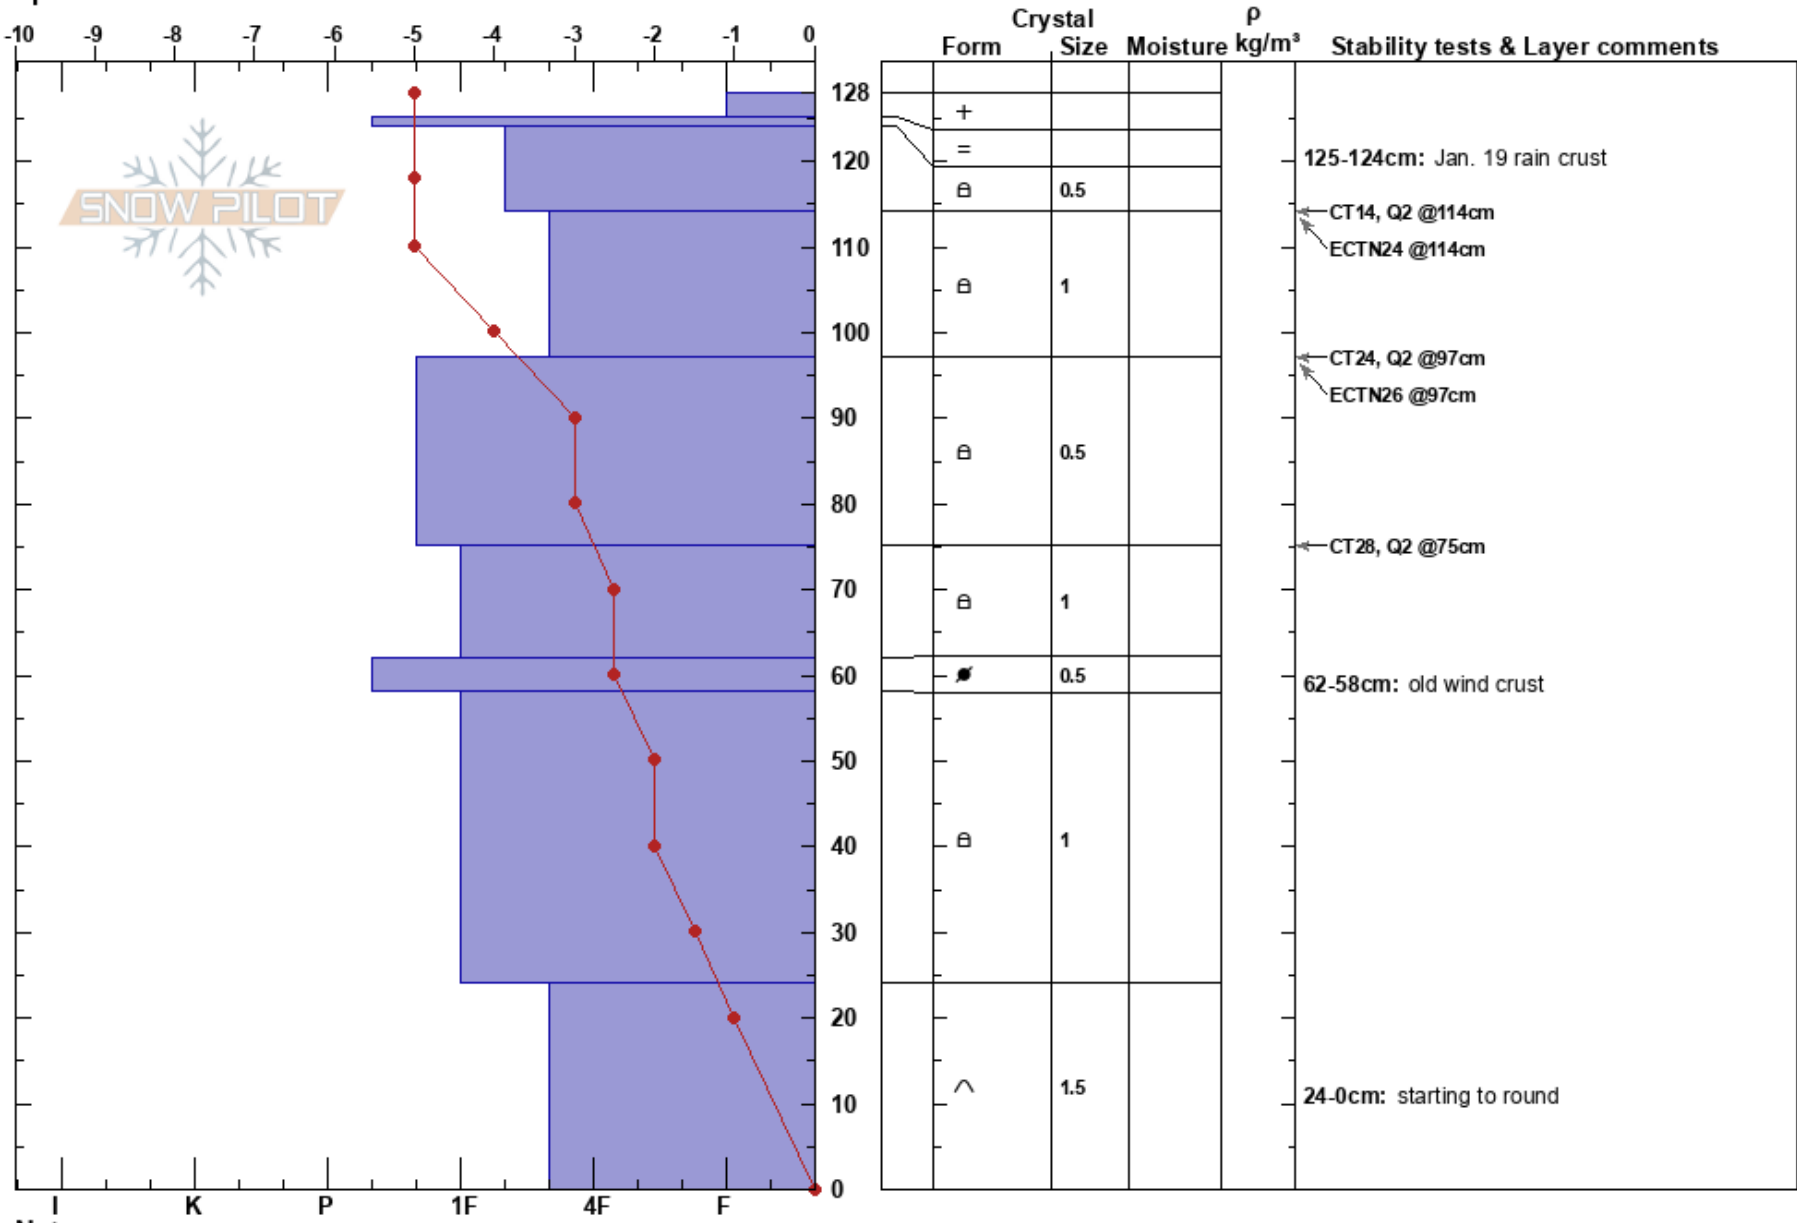 Crystal ρ
-10 -9 -8 -7 -6 -5 -4 -3 -2 -1 0 Form Size Moisture kg/m³ Stability tests & Layer comments
128 +
=
120 125-124cm: Jan. 19 rain crust
SNOW PILOT 0.5
CT14, Q2 @114cm
110 ECTN24 @114cm
1
100
CT24, Q2 @97cm
ECTN26 @97cm
90
0.5
80
CT28, Q2 @75cm
70
1
60 0.5 62-58cm: old wind crust
50
40 1
30
20
10 1.5 24-0cm: starting to round
0
I K P 1F 4F F